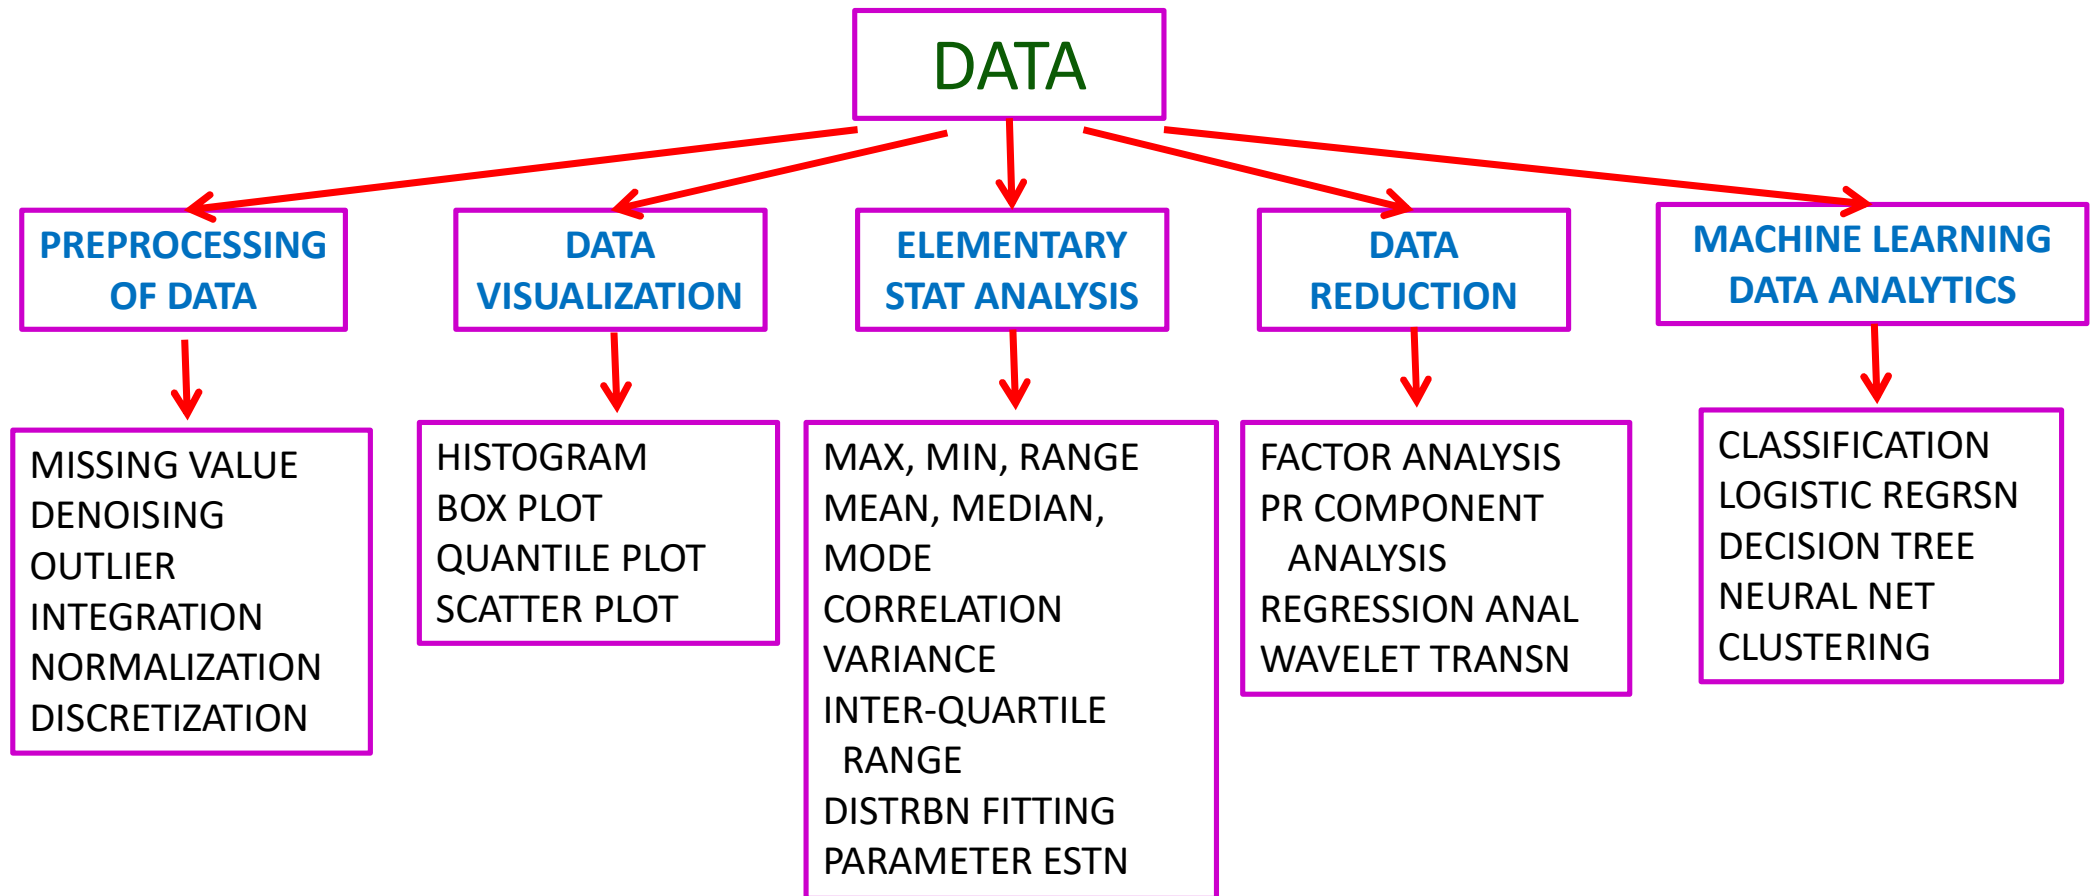 DATA
PREPROCESSING
OF DATA
DATA
VISUALIZATION
ELEMENTARY
STAT ANALYSIS
DATA
REDUCTION
MACHINE LEARNING
DATA ANALYTICS
MISSING VALUE
DENOISING
OUTLIER
INTEGRATION
NORMALIZATION
DISCRETIZATION
HISTOGRAM
BOX PLOT
QUANTILE PLOT
SCATTER PLOT
MAX, MIN, RANGE
MEAN, MEDIAN,
MODE
CORRELATION
VARIANCE
INTER-QUARTILE
RANGE
DISTRBN FITTING
PARAMETER ESTN
FACTOR ANALYSIS
PR COMPONENT
ANALYSIS
REGRESSION ANAL
WAVELET TRANSN
CLASSIFICATION
LOGISTIC REGRSN
DECISION TREE
NEURAL NET
CLUSTERING